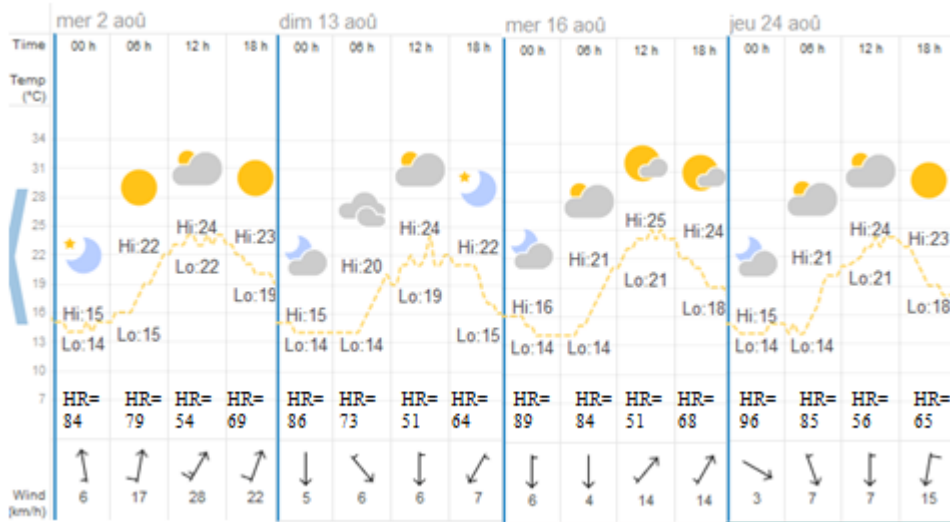 mer 2 aoû dim 13 aoû mer 16 aoû jeu 24 aoû
Time 00 h 06 h 12 h 18 h 00 h 06 h 12 h 18 h 00 h 06 h 12 h 18 h 00 h 06 h 12 h 18 h
Temp
(°C)
34
31
28
25 Hi:24 Hi:24 Hi:25 Hi:24 Hi:24
22 Hi:22 Lo:22 Hi:23 Hi:20 Hi:22 Hi:21 Lo:21 Hi:21 Lo:21 Hi:23
19 Lo:19 Lo:19 Lo:18 Lo:18
16 Hi:15 Hi:15 Hi:16 Hi:15
13 Lo:14 Lo:15 Lo:14 Lo:14 Lo:15 Lo:14 Lo:14 Lo:14 Lo:14
10
7 HR= HR= HR= HR= HR= HR= HR= HR= HR= HR= HR= HR= HR= HR= HR= HR=
84 79 54 69 86 73 51 64 89 84 51 68 96 85 56 65
Wind 6 17 28 22 5 6 6 7 6 4 14 14 3 7 7 15
(km/h)